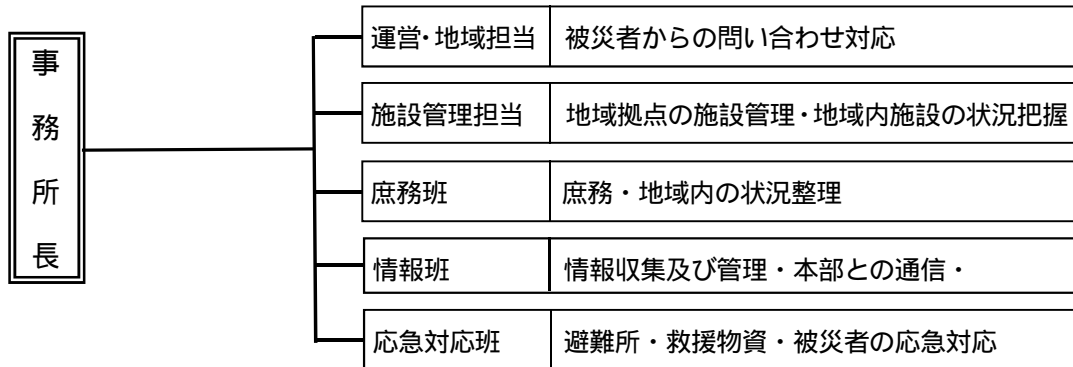 事務所長
運営・地域担当 被災者からの問い合わせ対応
施設管理担当 地域拠点の施設管理・地域内施設の状況把握
庶務班 庶務・地域内の状況整理
情報班 情報収集及び管理・本部との通信・
応急対応班 避難所・救援物資・被災者の応急対応